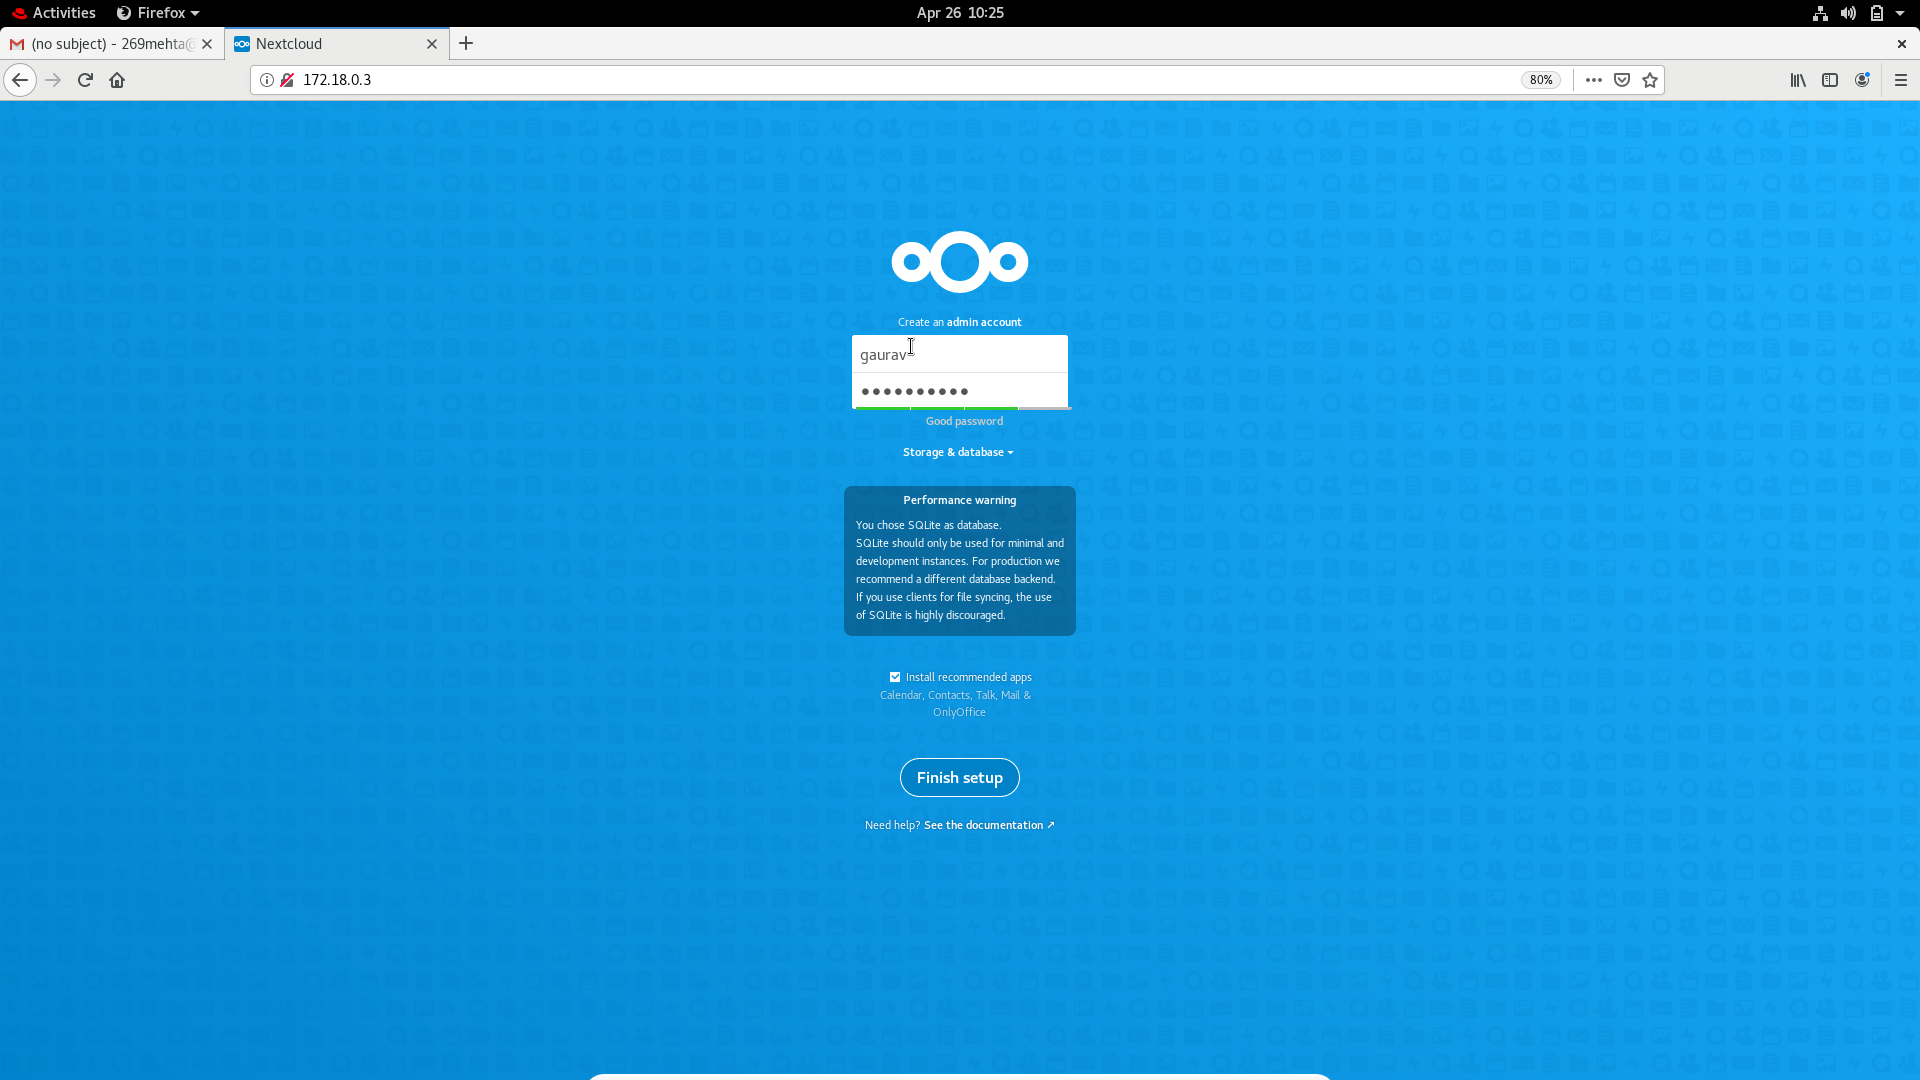 Activities
Firefox
Apr 26 10:25
(no subject) - 269mehta@
Nextcloud
172.18.0.3
80%
Create an admin account
gaurav
Good password
Storage & database
Performance warning
You chose SQLite as database.
SQLite should only be used for minimal and
development instances. For production we
recommend a different database backend.
If you use clients for file syncing, the use
of SQLite is highly discouraged.
Install recommended apps
Calendar, Contacts, Talk, Mail &
OnlyOffice
Finish setup
Need help? See the documentation ↗